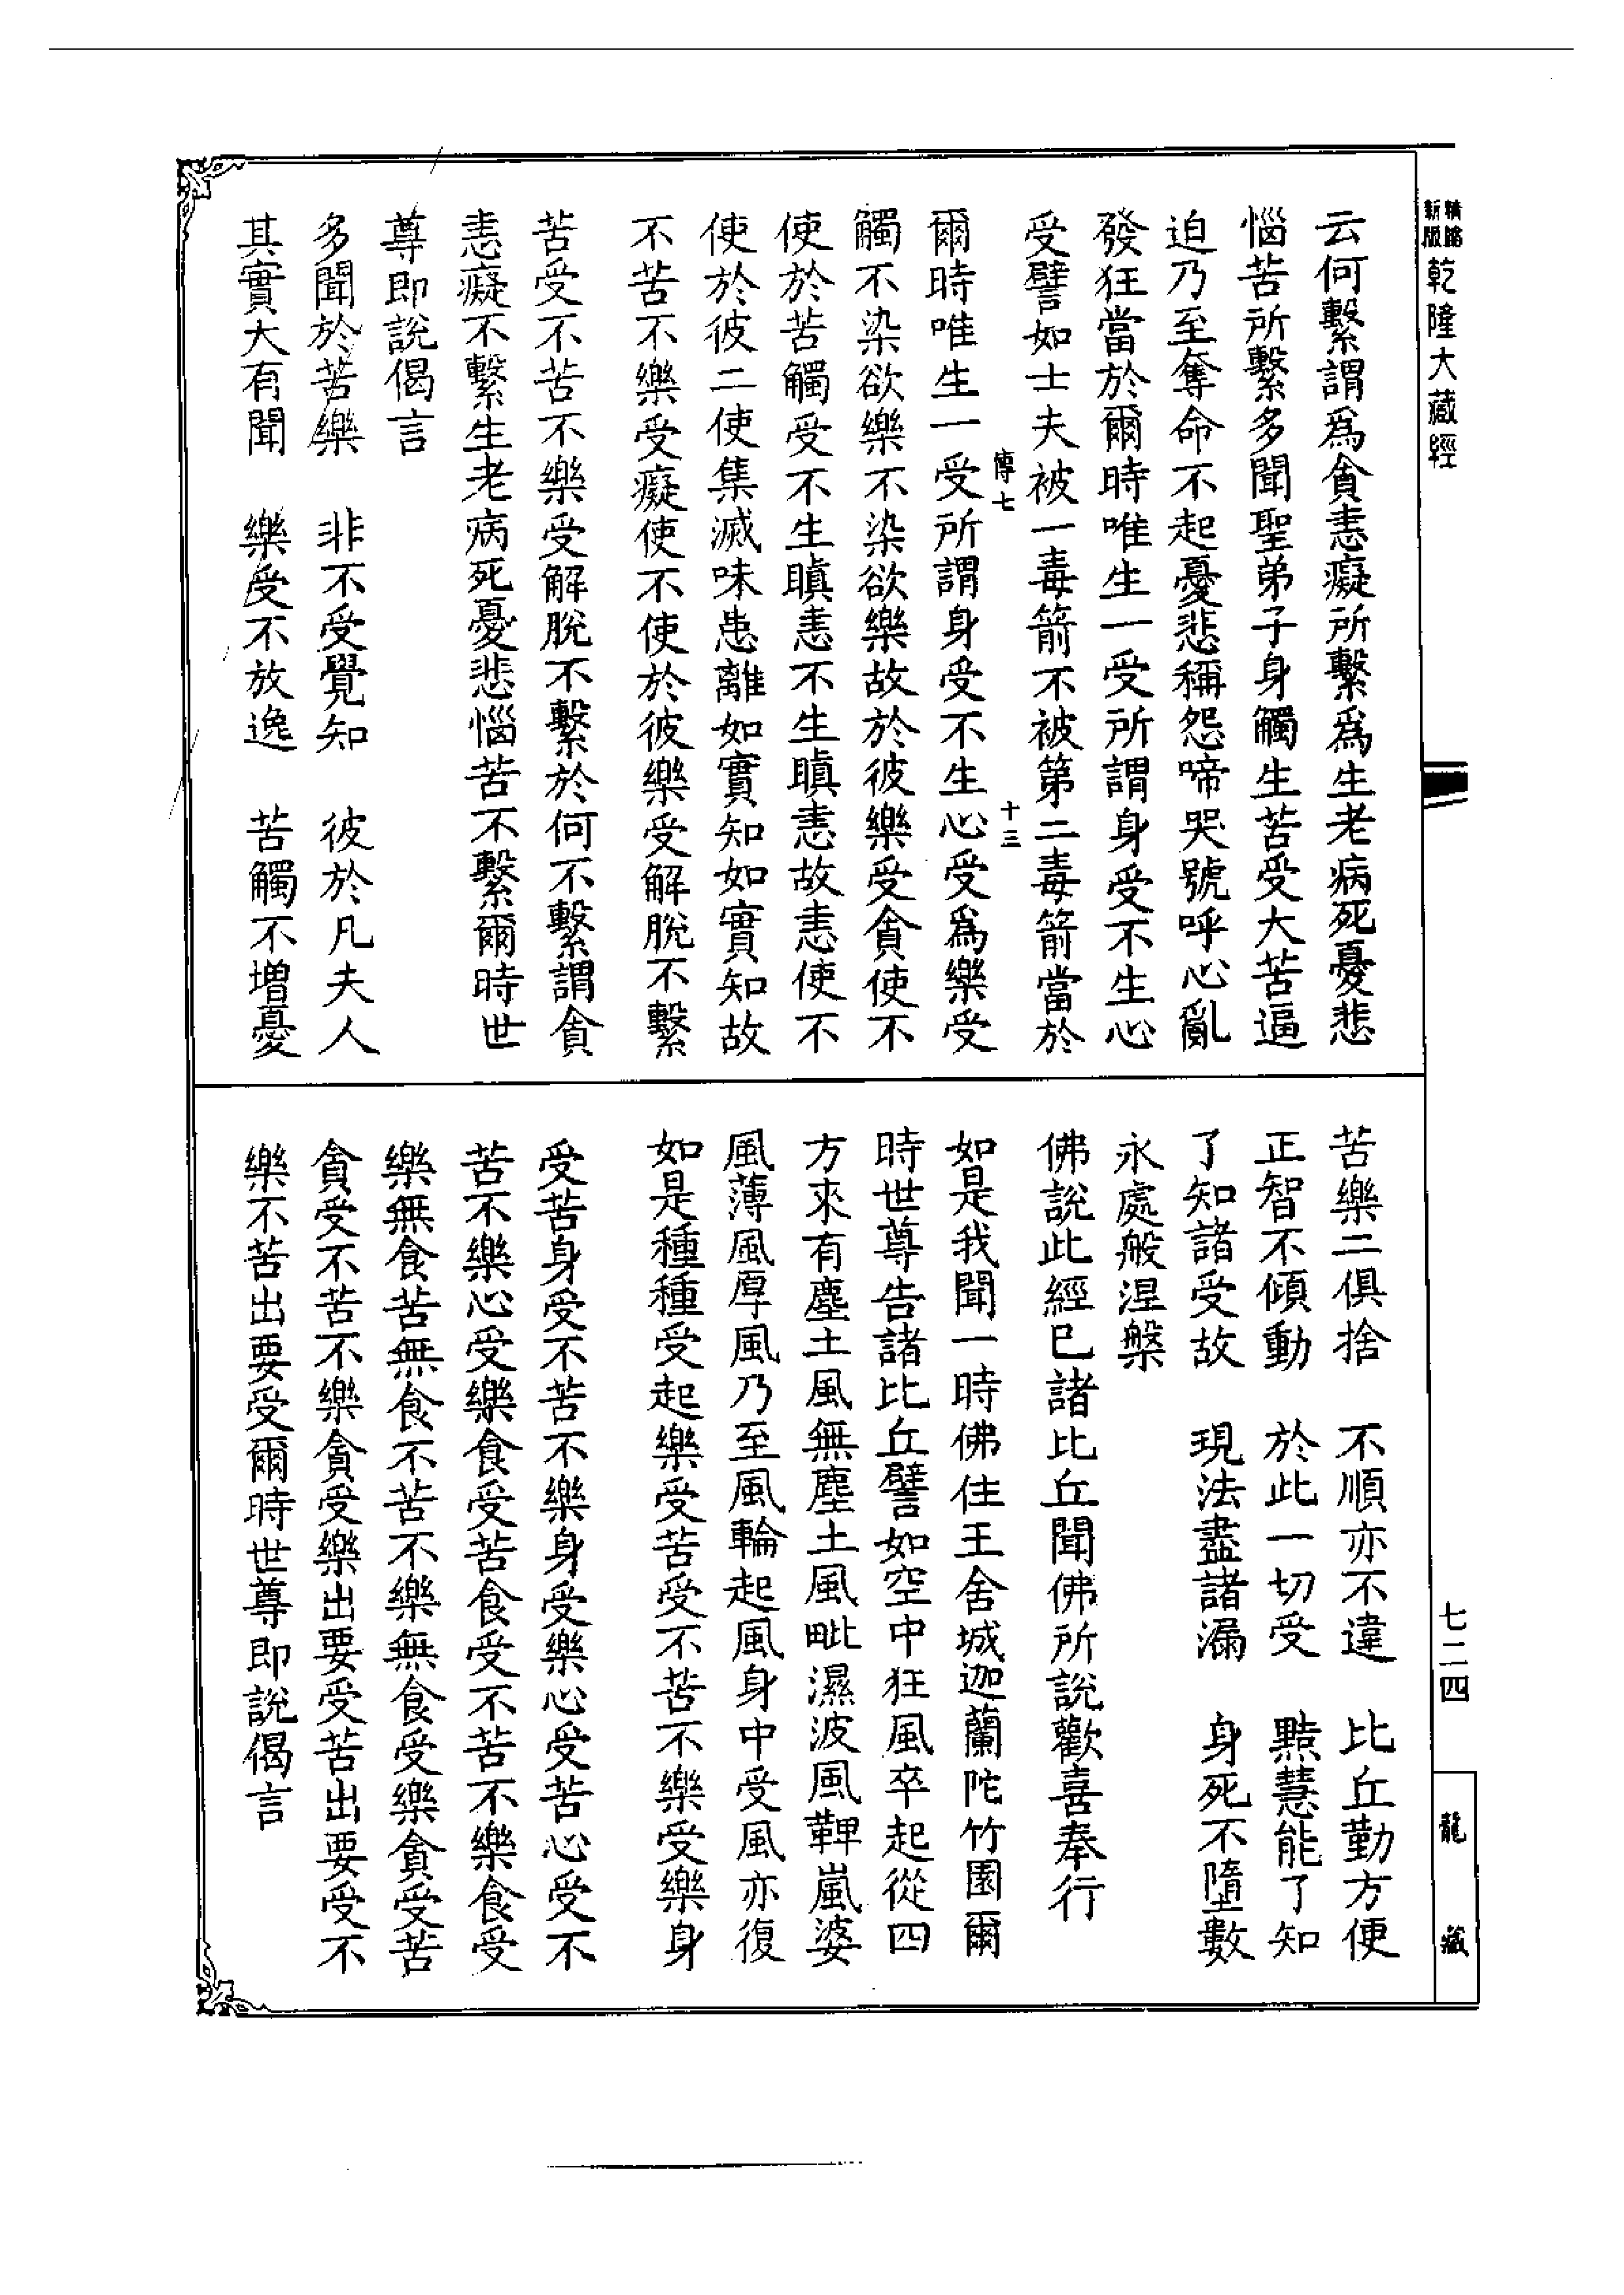 精緻新版乾隆大藏經
云何繫謂爲貪恚癡所繫爲生老病死憂悲
惱苦所繫多聞聖弟子身觸生苦受大苦逼
迫乃至奪命不起憂悲稱怨啼哭號呼心亂
發狂當於爾時唯生一受所謂身受不生心
受譬如士夫被一毒箭不被第二毒箭當於
傳七 十三
爾時唯生一受所謂身受不生心受爲樂受
觸不染欲樂不染欲樂故於彼樂受貪使不
使於苦觸受不生瞋恚不生瞋恚故恚使不
使於彼二使集滅味患離如實知如實知故
不苦不樂受癡使不使於彼樂受解脫不繫
苦受不苦不樂受解脫不繫於何不繫謂貪
恚癡不繫生老病死憂悲惱苦不繫爾時世
尊即說偈言
多聞於苦樂 非不受覺知 彼於凡夫人
其實大有聞 樂受不放逸 苦觸不增憂
苦樂二俱捨 不順亦不違 比丘勤方便
正智不傾動 於此一切受 黠慧能了知
了知諸受故 現法盡諸漏 身死不墮數
永處般涅槃
佛說此經已諸比丘聞佛所說歡喜奉行
如是我聞一時佛住王舍城迦蘭陀竹園爾
時世尊告諸比丘譬如空中狂風卒起從四
方來有塵土風無塵土風毗濕波風鞞嵐婆
風薄風厚風乃至風輪起風身中受風亦復
如是種種受起樂受苦受不苦不樂受樂身
受苦身受不苦不樂身受樂心受苦心受不
苦不樂心受樂食受苦食受不苦不樂食受
樂無食苦無食不苦不樂無食受樂貪受苦
貪受不苦不樂貪受樂出要受苦出要受不
樂不苦出要受爾時世尊即說偈言
七二四
龍藏